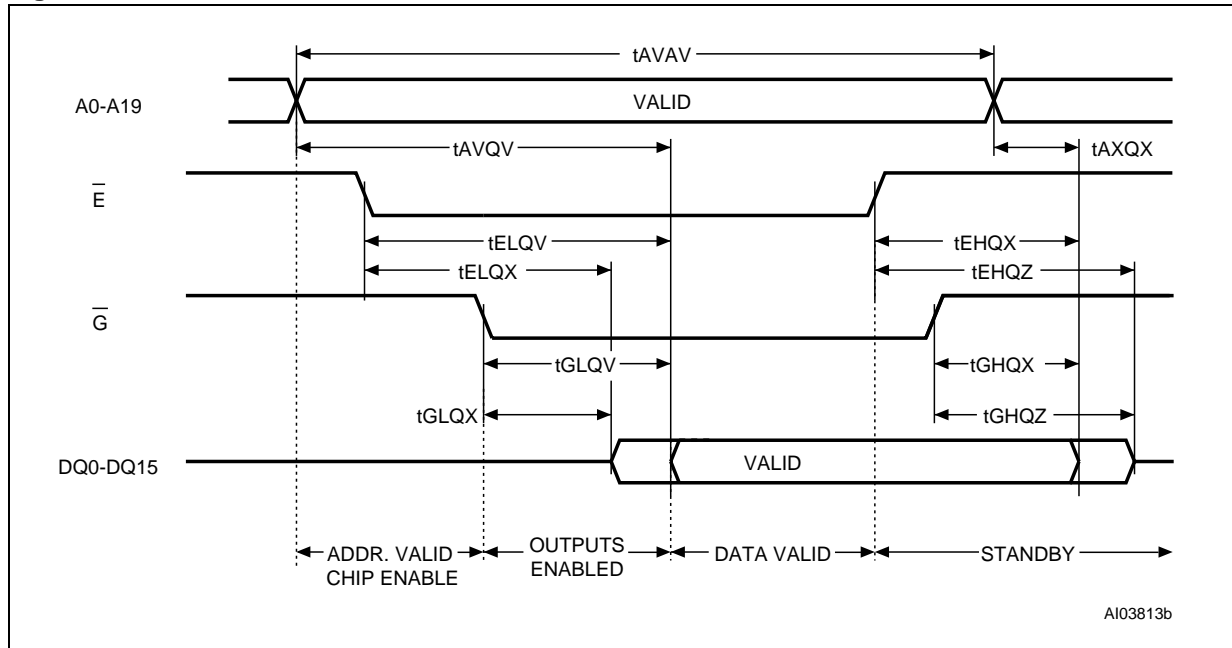 tAVAV
A0-A19
VALID
tAVQV
tAXQX
E
tELQV
tEHQX
tELQX
tEHQZ
G
tGLQV
tGHQX
tGLQX
tGHQZ
DQ0-DQ15
VALID
ADDR. VALID
CHIP ENABLE
OUTPUTS
ENABLED
DATA VALID
STANDBY
AI03813b